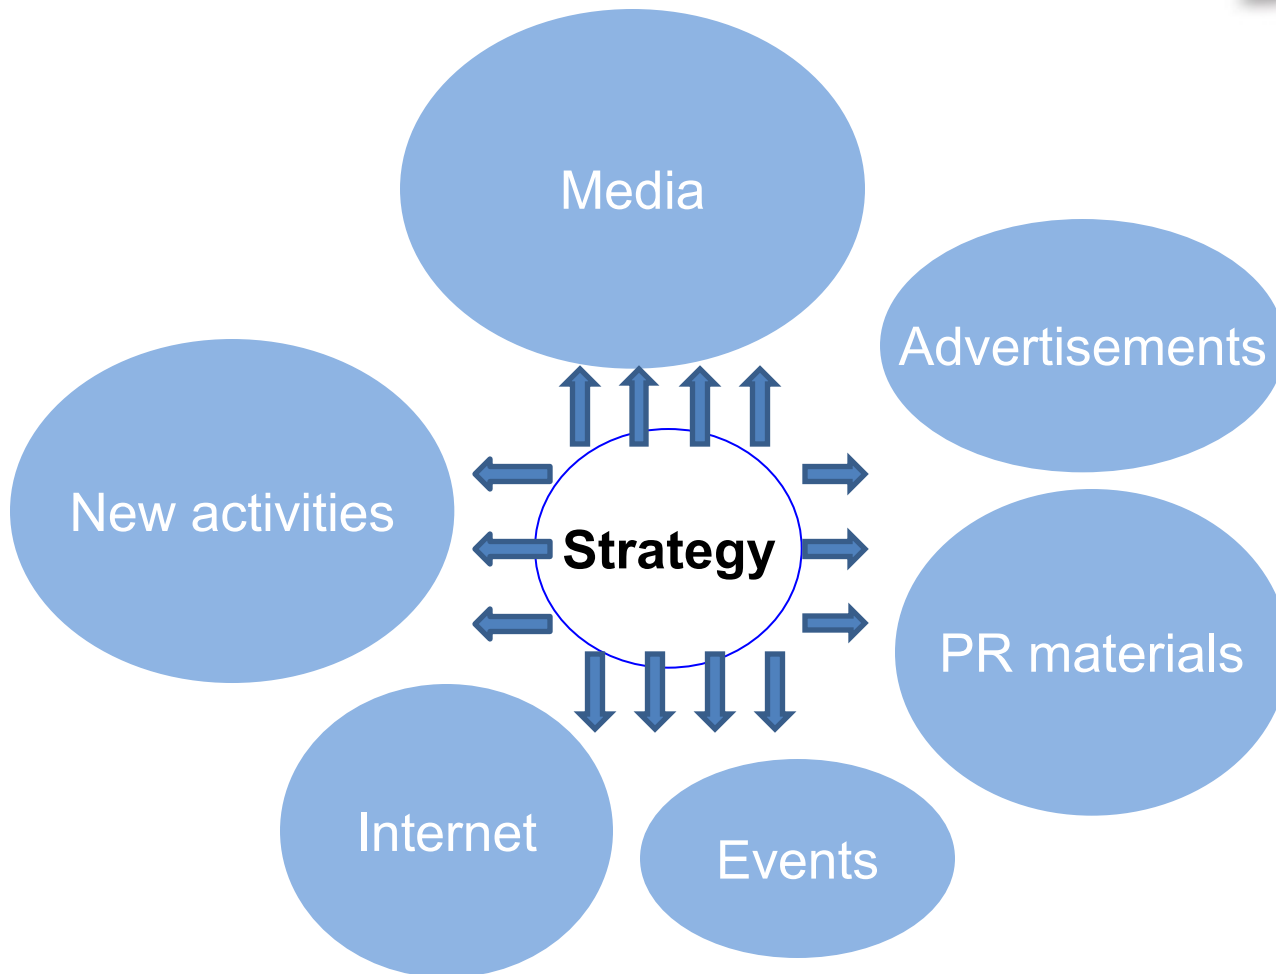 Media
Advertisements
New activities
Strategy
PR materials
Internet
Events